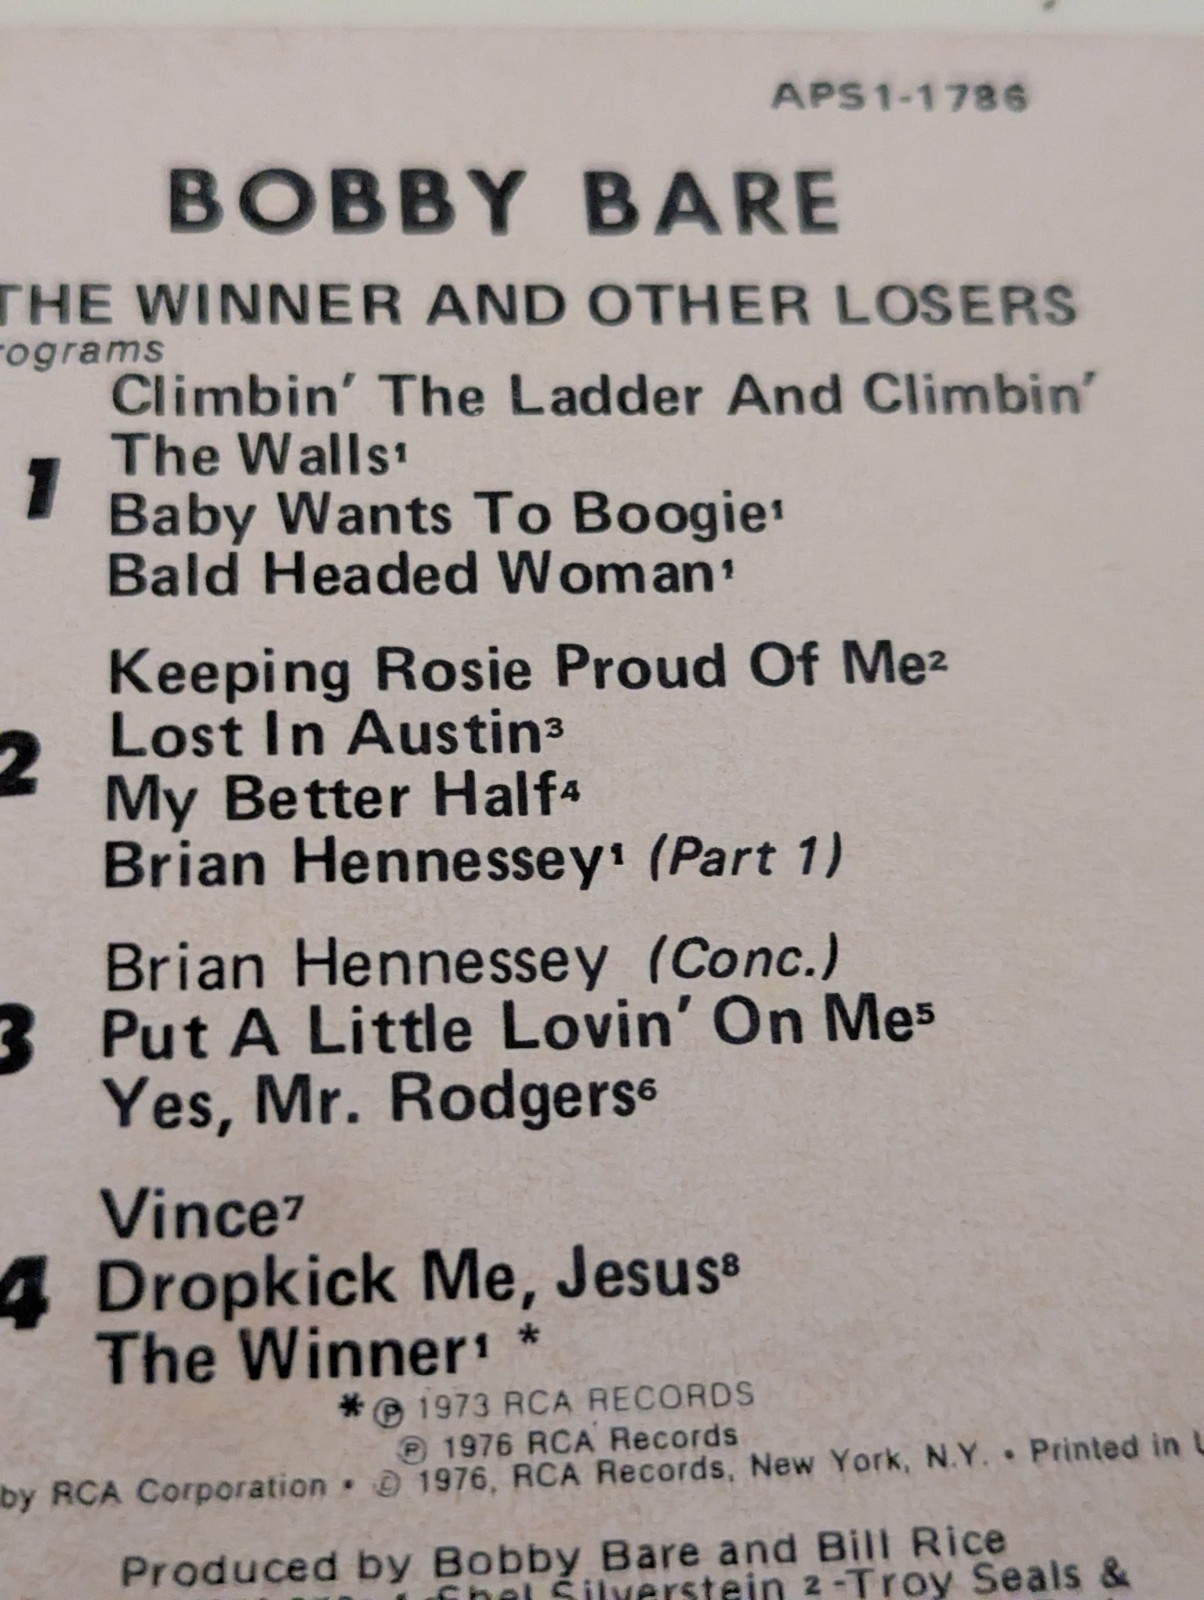 APS1-1786
BOBBY BARE
THE WINNER AND OTHER LOSERS
rograms
Climbin' The Ladder And Climbin'
The Walls¹
1
Baby Wants To Boogie¹
Bald Headed Woman¹
Keeping Rosie Proud Of Me²
Lost In Austin³
2
My Better Half⁴
Brian Hennessey¹ (Part 1)
Brian Hennessey (Conc.)
3
Put A Little Lovin' On Me⁵
Yes, Mr. Rodgers⁶
Vince⁷
4
Dropkick Me, Jesus⁸
The Winner¹ *
* ℗ 1973 RCA RECORDS
℗ 1976 RCA Records
by RCA Corporation • © 1976, RCA Records, New York, N.Y. • Printed in U
Produced by Bobby Bare and Bill Rice
Shel Silverstein 2-Troy Seals &